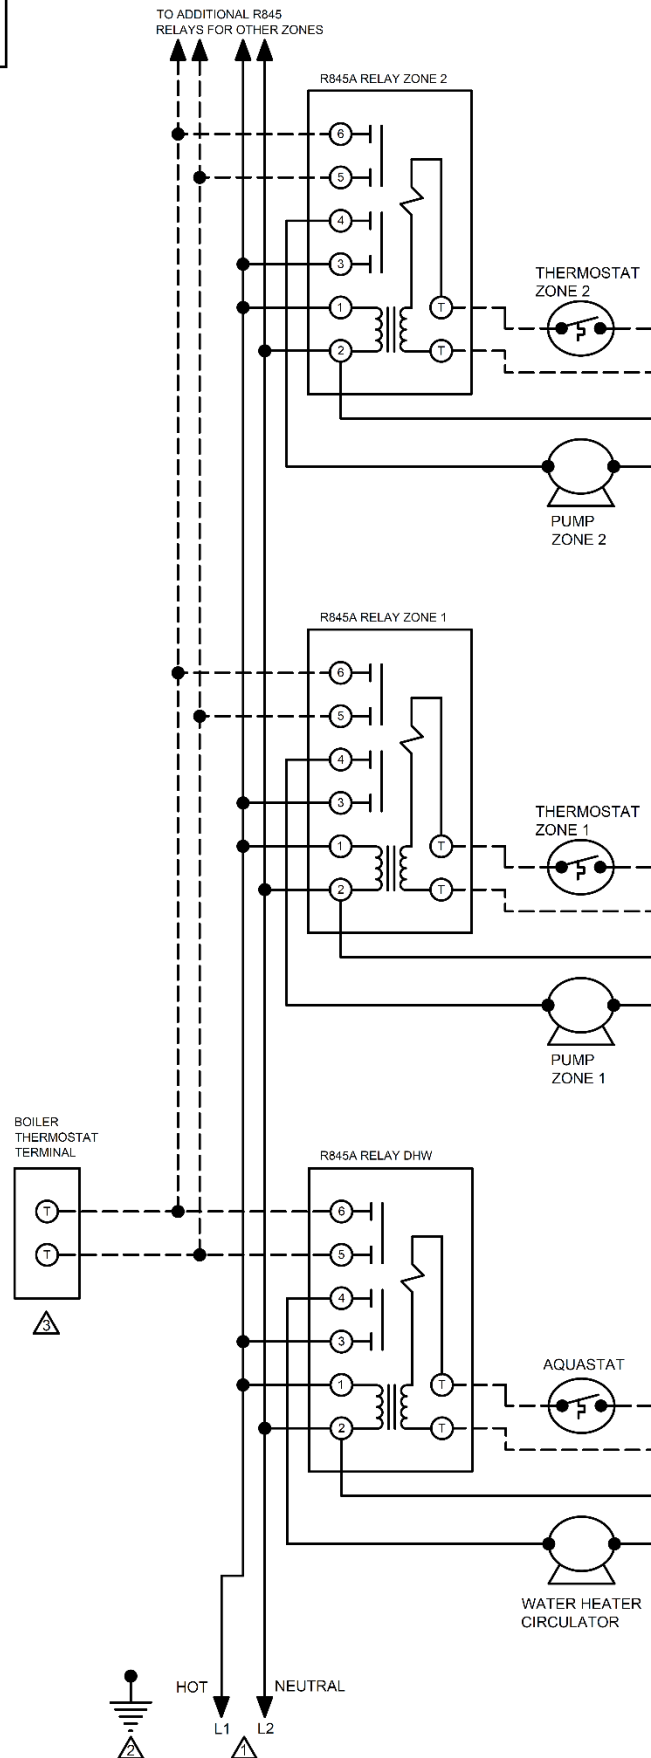 TO ADDITIONAL R845
RELAYS FOR OTHER ZONES
R845A RELAY ZONE 2
6
5
4
3
1
T
2
T
THERMOSTAT
ZONE 2
PUMP
ZONE 2
R845A RELAY ZONE 1
6
5
4
3
1
T
2
T
THERMOSTAT
ZONE 1
PUMP
ZONE 1
BOILER
THERMOSTAT
TERMINAL
T
T
3
R845A RELAY DHW
6
5
4
3
1
T
2
T
AQUASTAT
WATER HEATER
CIRCULATOR
HOT
NEUTRAL
L1
L2
2
1